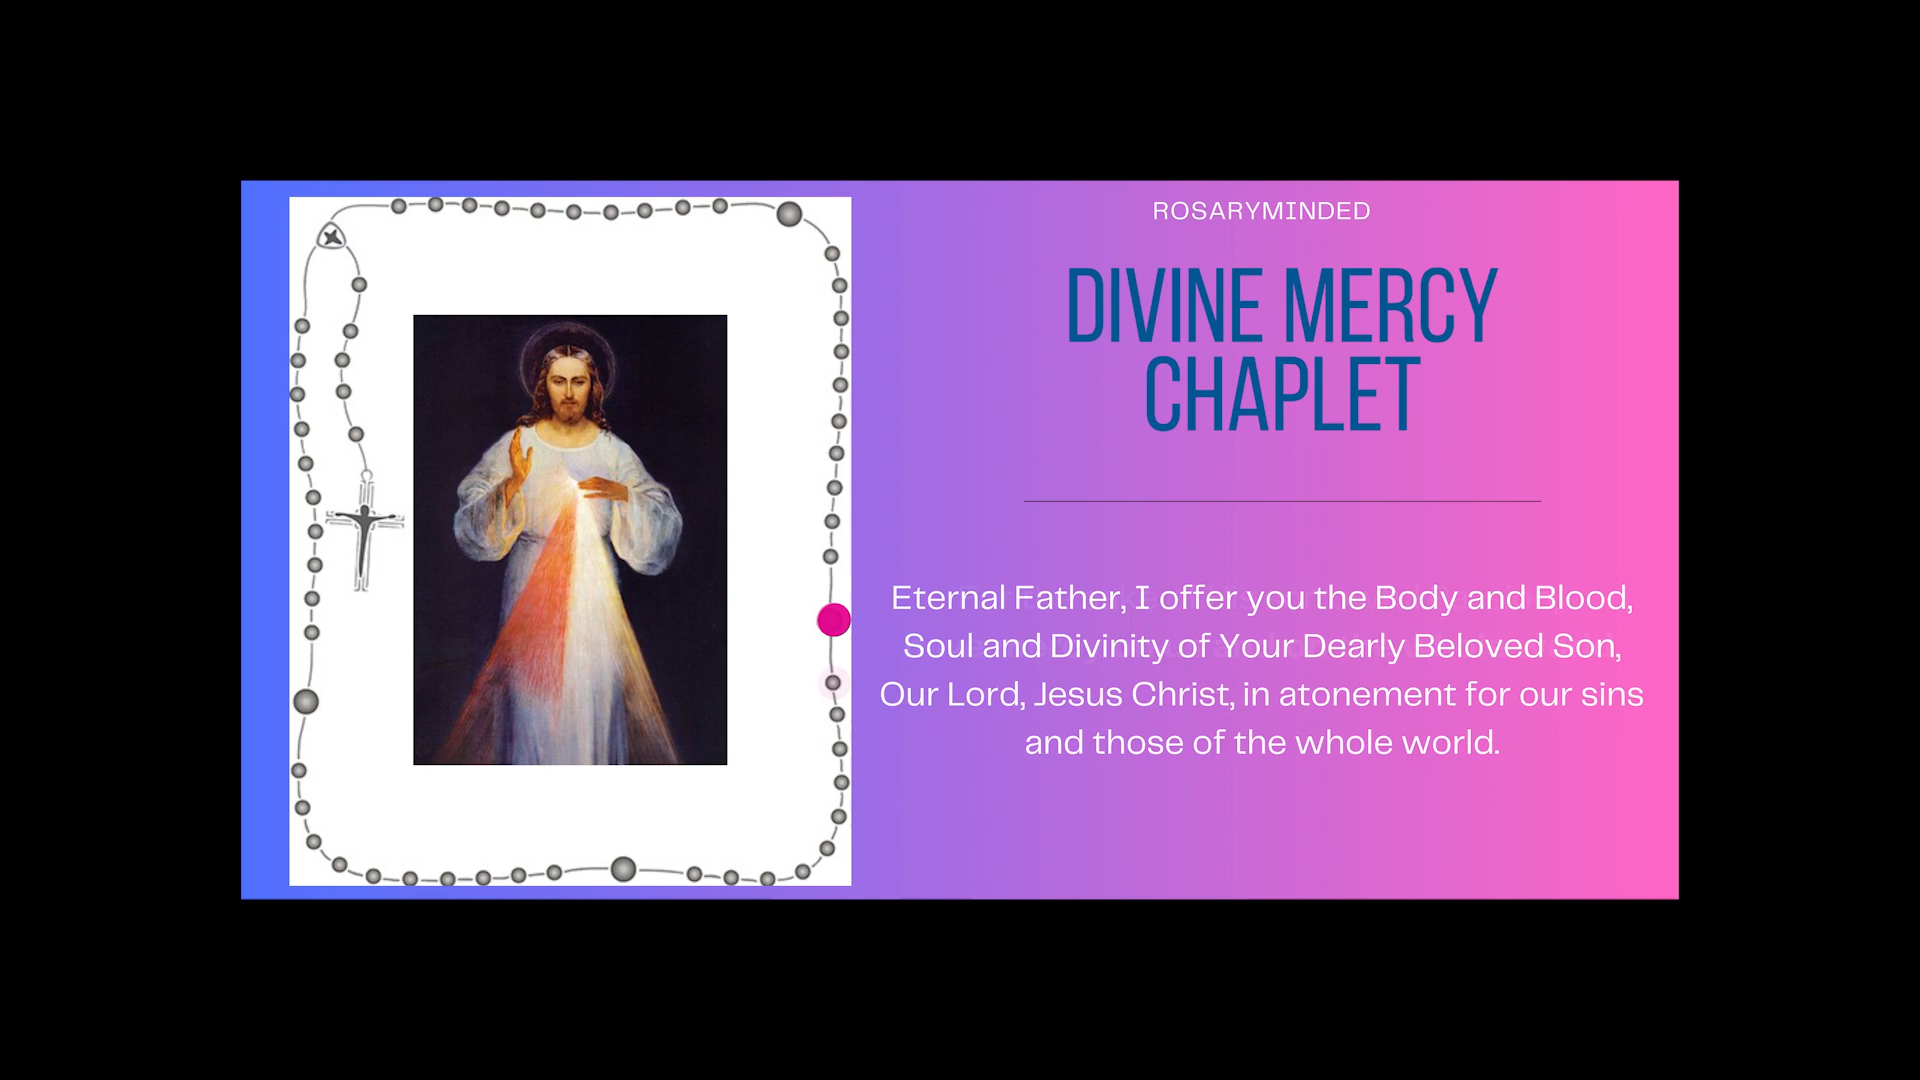 ROSARYMINDED
DIVINE MERCY
CHAPLET
Eternal Father, I offer you the Body and Blood,
Soul and Divinity of Your Dearly Beloved Son,
Our Lord, Jesus Christ, in atonement for our sins
and those of the whole world.